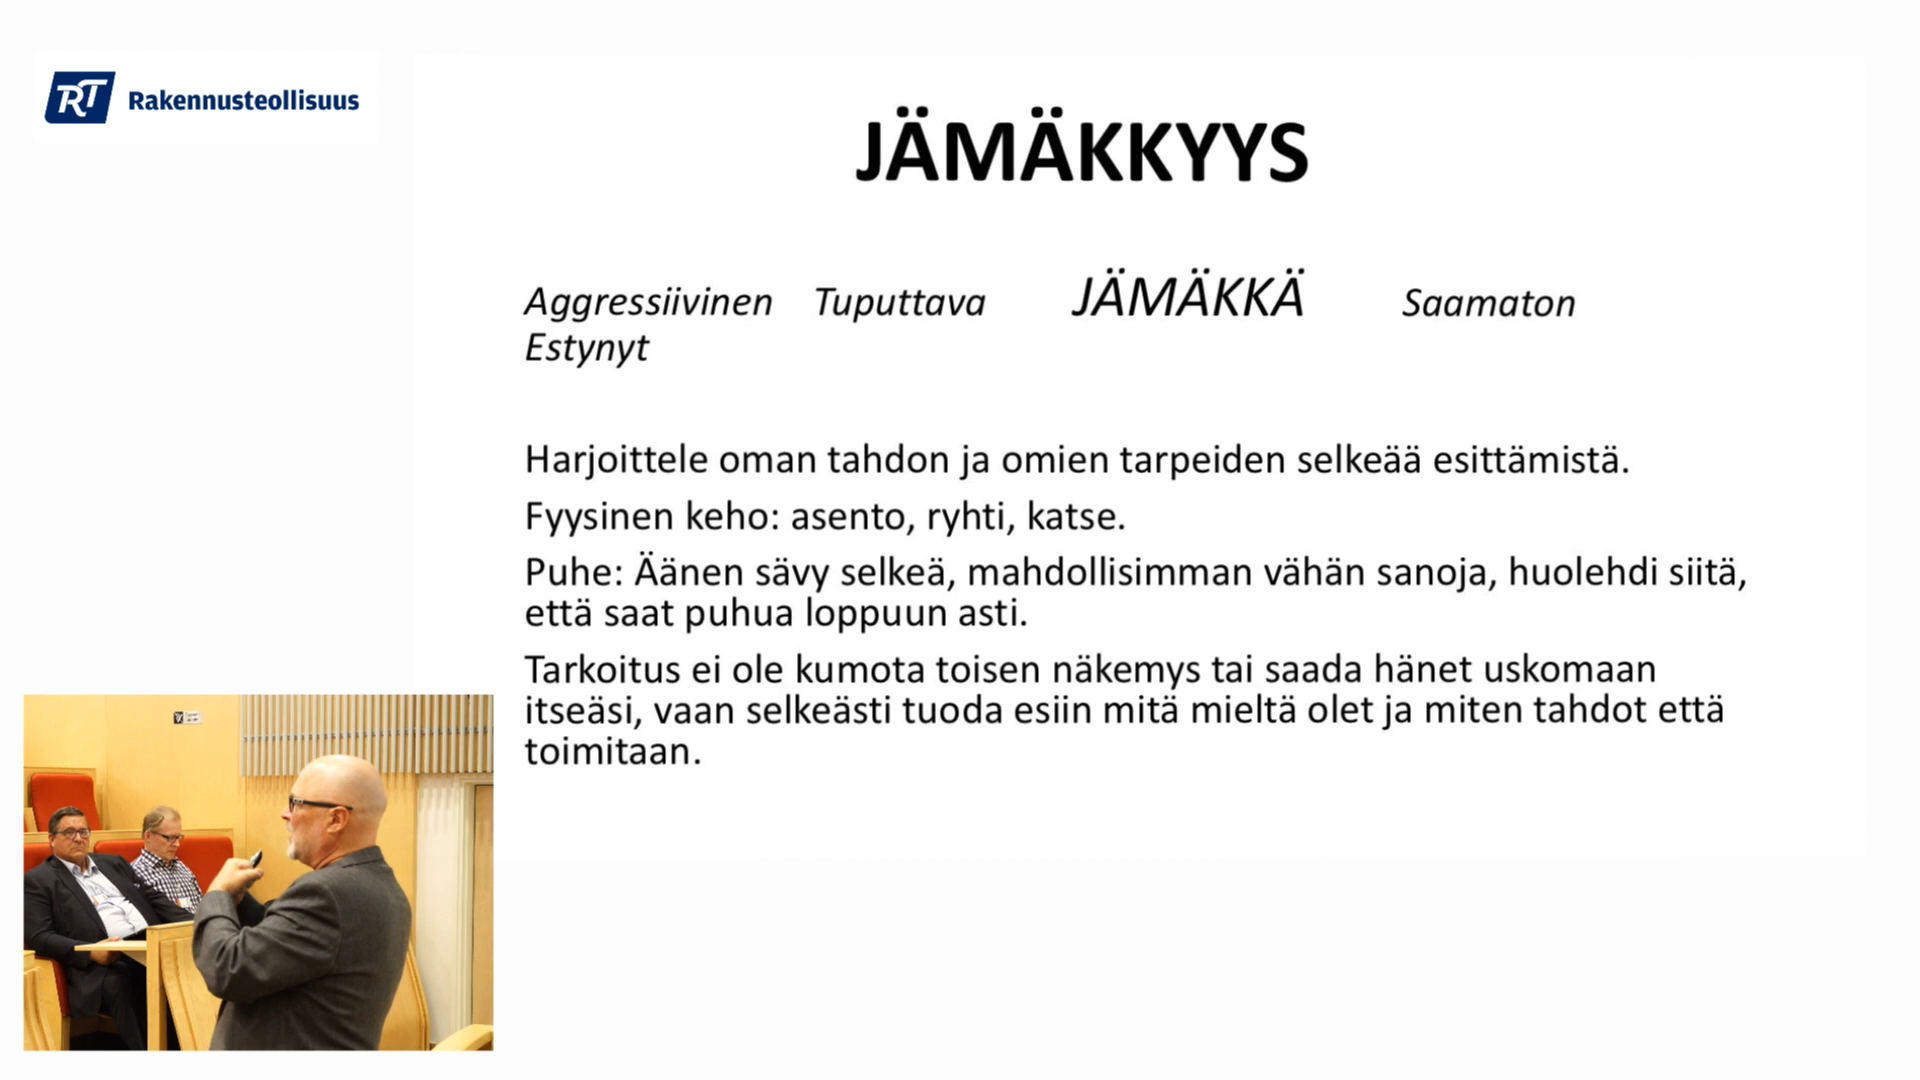 RT Rakennusteollisuus
JÄMÄKKYYS
Aggressiivinen Tuputtava JÄMÄKKÄ Saamaton
Estynyt
Harjoittele oman tahdon ja omien tarpeiden selkeää esittämistä.
Fyysinen keho: asento, ryhti, katse.
Puhe: Äänen sävy selkeä, mahdollisimman vähän sanoja, huolehdi siitä,
että saat puhua loppuun asti.
Tarkoitus ei ole kumota toisen näkemys tai saada hänet uskomaan
itseäsi, vaan selkeästi tuoda esiin mitä mieltä olet ja miten tahdot että
toimitaan.